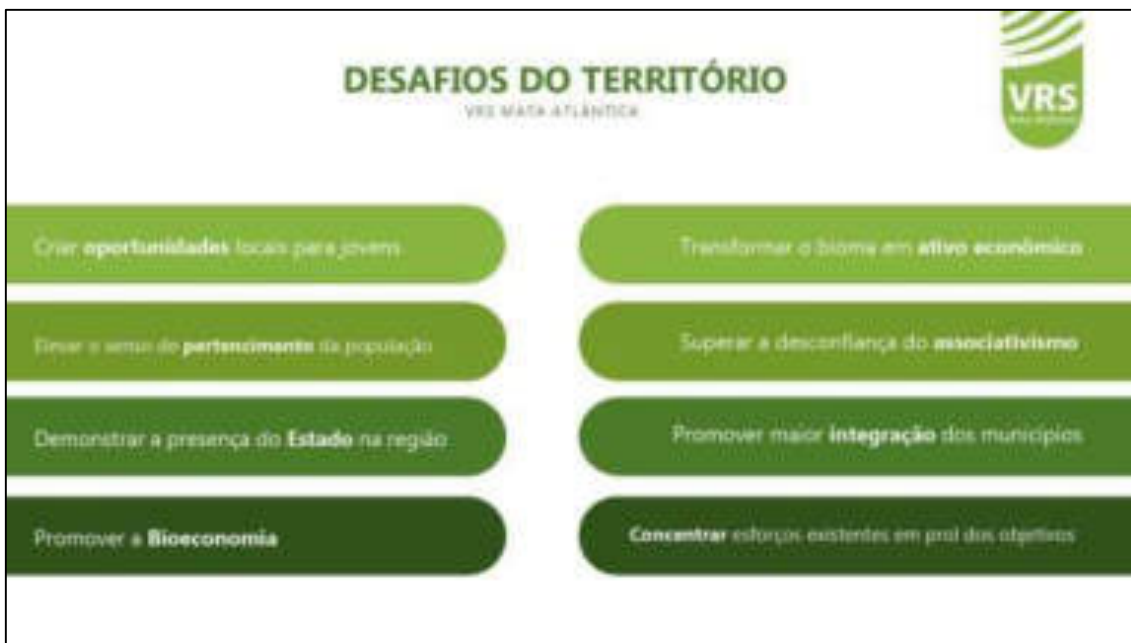 DESAFIOS DO TERRITÓRIO
VRS MATA ATLÂNTICA
VRS
Criar oportunidades locais para jovens
Elevar o senso de pertencimento da população
Demonstrar a presença do Estado na região
Promover a Bioeconomia
Transformar o bioma em ativo econômico
Superar a desconfiança do associativismo
Promover maior integração dos municípios
Concentrar esforços existentes em prol dos objetivos